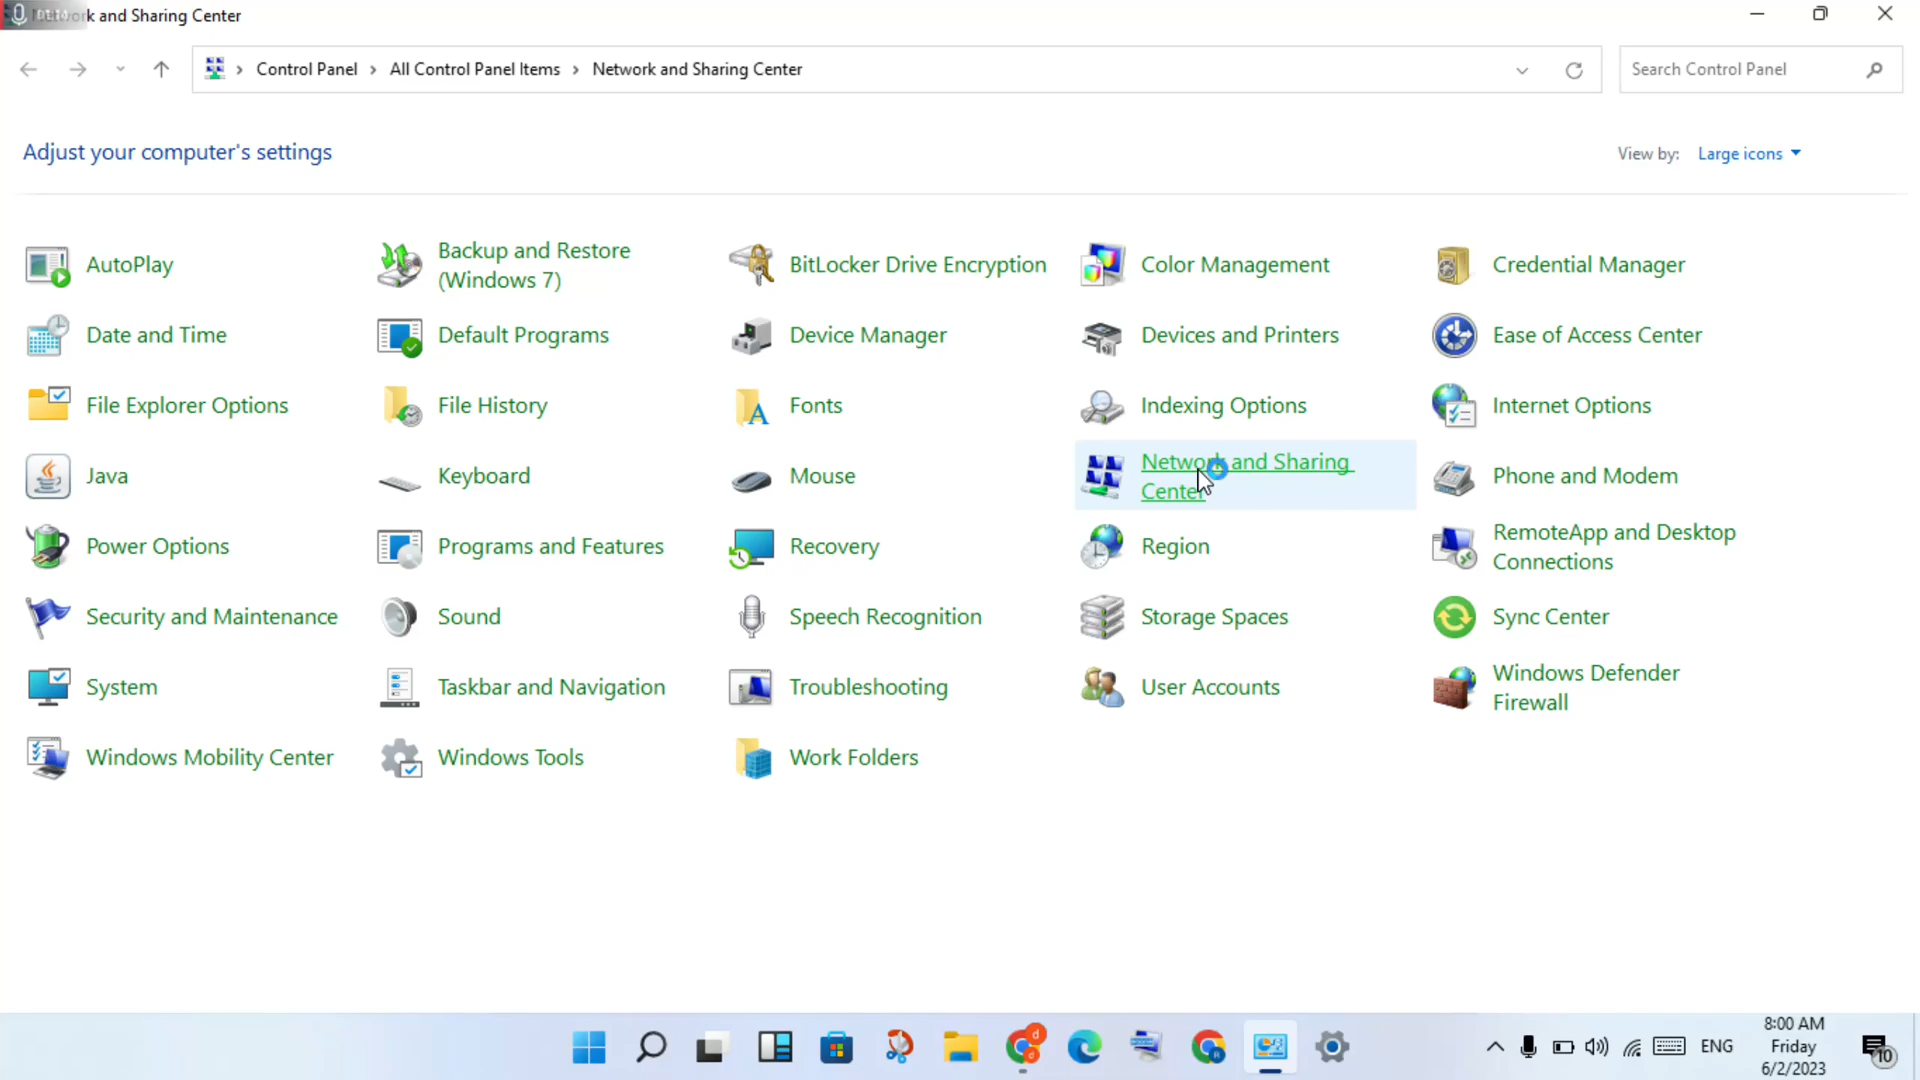 k and Sharing Center
Control Panel > All Control Panel Items > Network and Sharing Center
Search Control Panel
Adjust your computer's settings
View by: Large icons
AutoPlay
Backup and Restore
(Windows 7)
BitLocker Drive Encryption
Color Management
Credential Manager
Date and Time
Default Programs
Device Manager
Devices and Printers
Ease of Access Center
File Explorer Options
File History
Fonts
Indexing Options
Internet Options
Java
Keyboard
Mouse
Network and Sharing
Center
Phone and Modem
Power Options
Programs and Features
Recovery
Region
RemoteApp and Desktop
Connections
Security and Maintenance
Sound
Speech Recognition
Storage Spaces
Sync Center
System
Taskbar and Navigation
Troubleshooting
User Accounts
Windows Defender
Firewall
Windows Mobility Center
Windows Tools
Work Folders
ENG
8:00 AM
Friday
6/2/2023
10